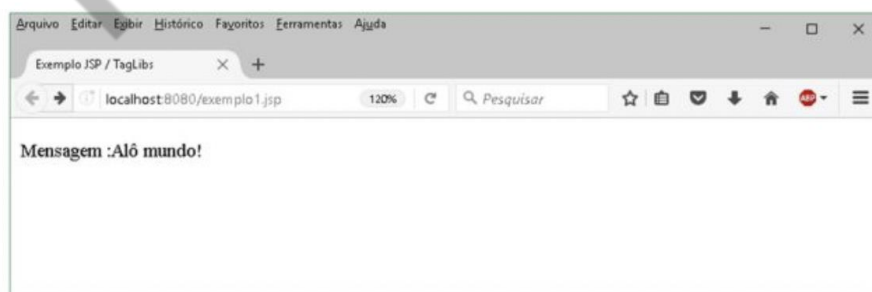 Arquivo Editar Exibir Histórico Favoritos Ferramentas Ajuda
Exemplo JSP / TagLibs
localhost:8080/exemplo1.jsp 120% Pesquisar ABP
Mensagem :Alô mundo!